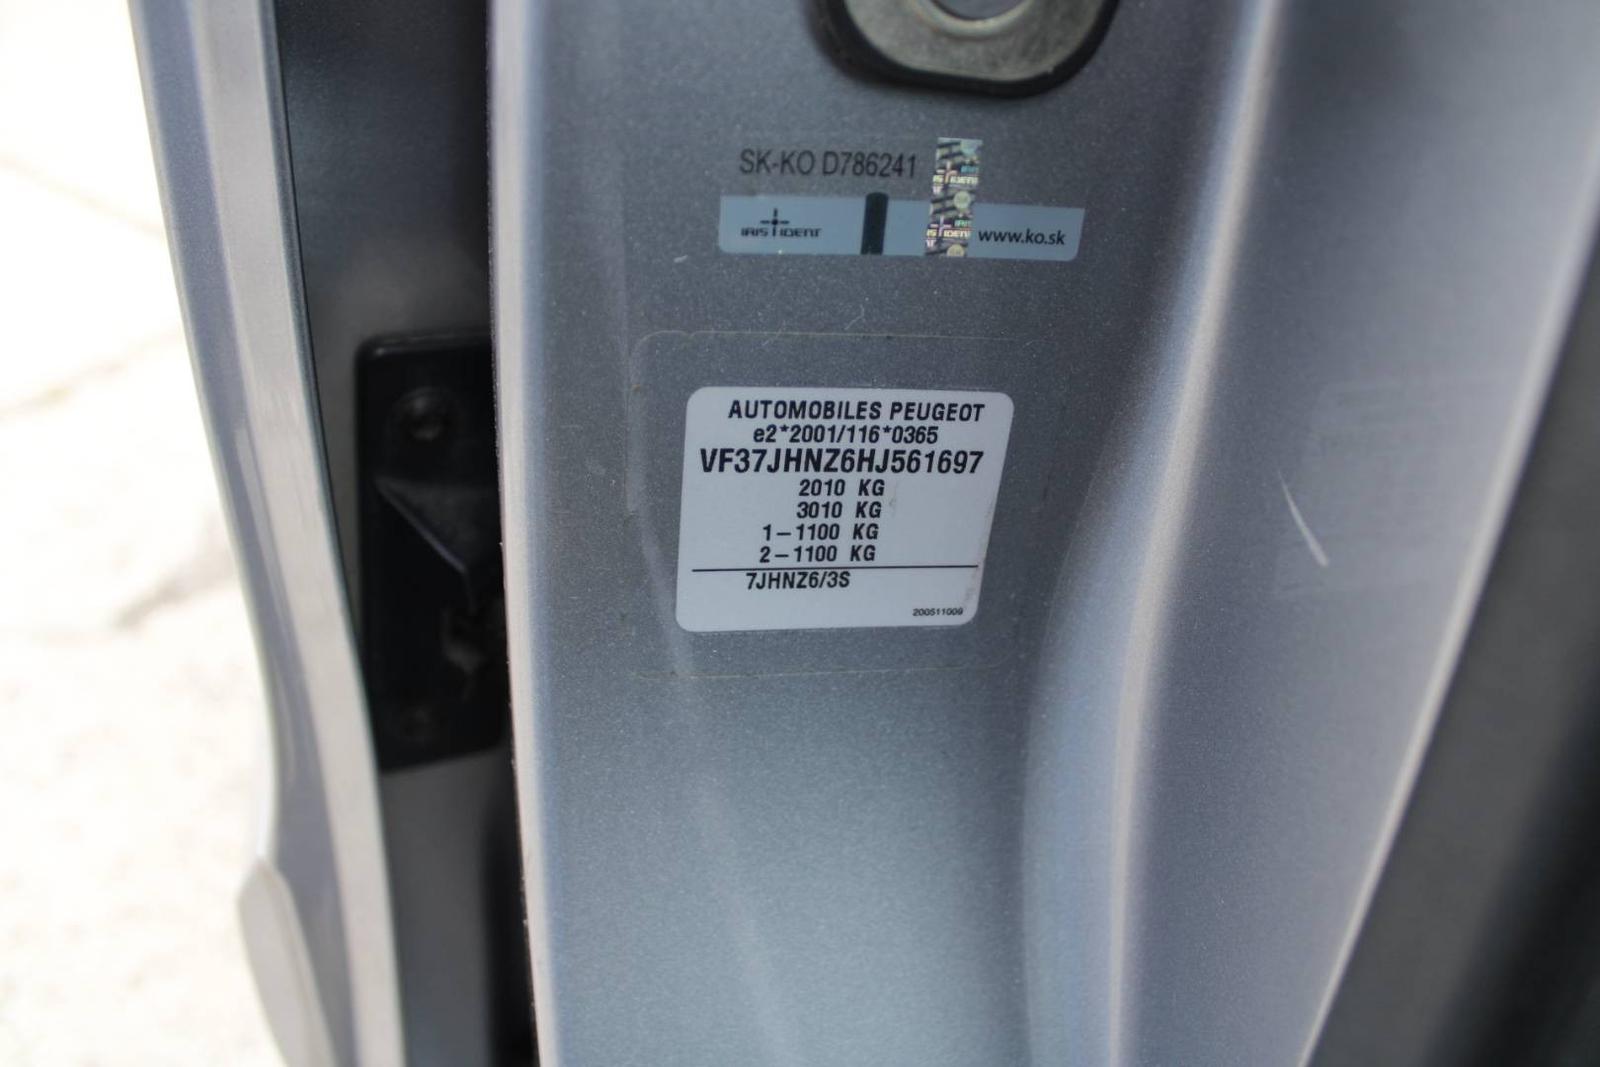 SK-KO D786241
IRIS IDENT
www.ko.sk
AUTOMOBILES PEUGEOT
e2*2001/116*0365
VF37JHNZ6HJ561697
2010 KG
3010 KG
1-1100 KG
2-1100 KG
7JHNZ6/3S
200511009